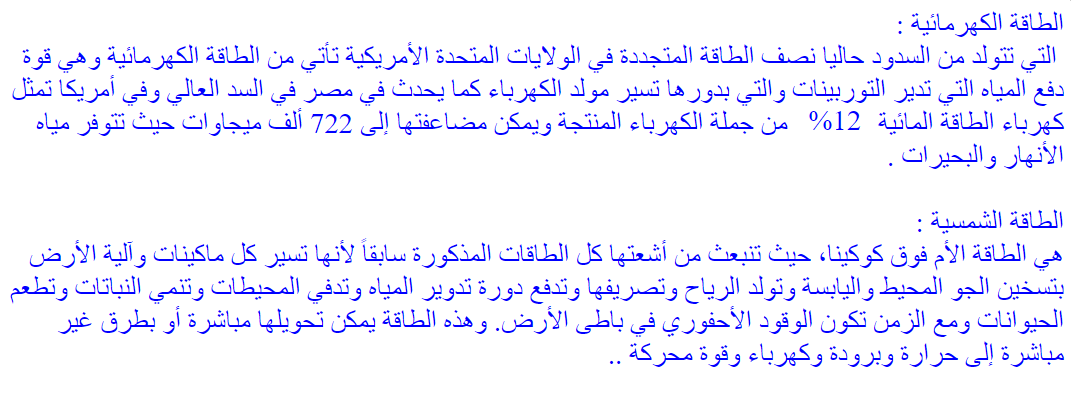 الطاقة الكهرمائية :
التي تتولد من السدود حاليا نصف الطاقة المتجددة في الولايات المتحدة الأمريكية تأتي من الطاقة الكهرمائية وهي قوة
دفع المياه التي تدير التوربينات والتي بدورها تسير مولد الكهرباء كما يحدث في مصر في السد العالي وفي أمريكا تمثل
كهرباء الطاقة المائية 12% من جملة الكهرباء المنتجة ويمكن مضاعفتها إلى 722 ألف ميجاوات حيث تتوفر مياه
الأنهار والبحيرات .
الطاقة الشمسية :
هي الطاقة الأم فوق كوكينا، حيث تنبعث من أشعتها كل الطاقات المذكورة سابقاً لأنها تسير كل ماكينات وآلية الأرض
بتسخين الجو المحيط واليابسة وتولد الرياح وتصريفها وتدفع دورة تدوير المياه وتدفي المحيطات وتنمي النباتات وتطعم
الحيوانات ومع الزمن تكون الوقود الأحفوري في باطى الأرض. وهذه الطاقة يمكن تحويلها مباشرة أو بطرق غير
مباشرة إلى حرارة وبرودة وكهرباء وقوة محركة ..